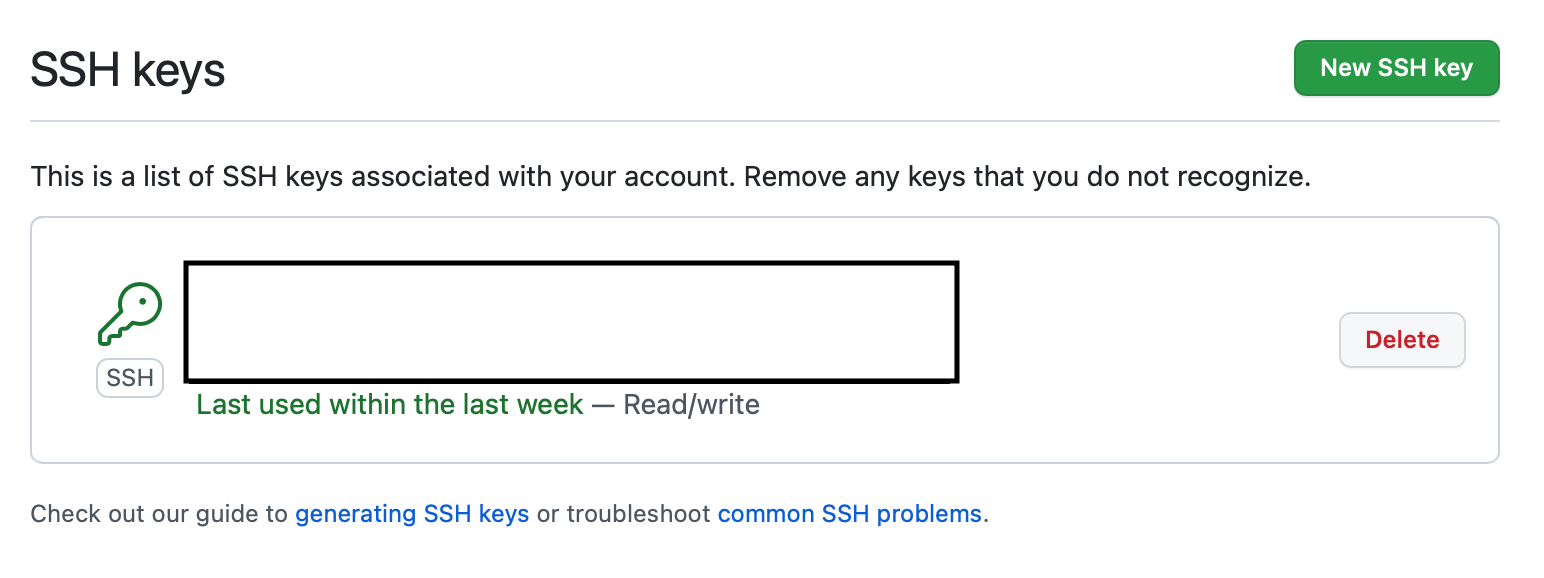 SSH keys
New SSH key
This is a list of SSH keys associated with your account. Remove any keys that you do not recognize.
SSH
Last used within the last week — Read/write
Delete
Check out our guide to generating SSH keys or troubleshoot common SSH problems.